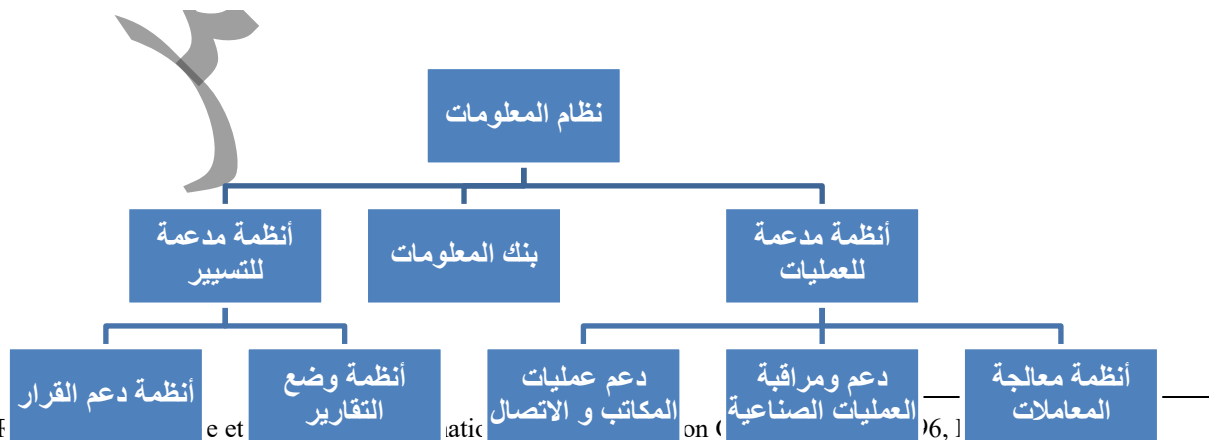 نظام المعلومات
أنظمة مدعمة
للعمليات
بنك المعلومات
أنظمة مدعمة
للتسيير
أنظمة معالجة
المعاملات
دعم ومراقبة
العمليات الصناعية
دعم عمليات
المكاتب و الاتصال
أنظمة وضع
التقارير
أنظمة دعم القرار
e et